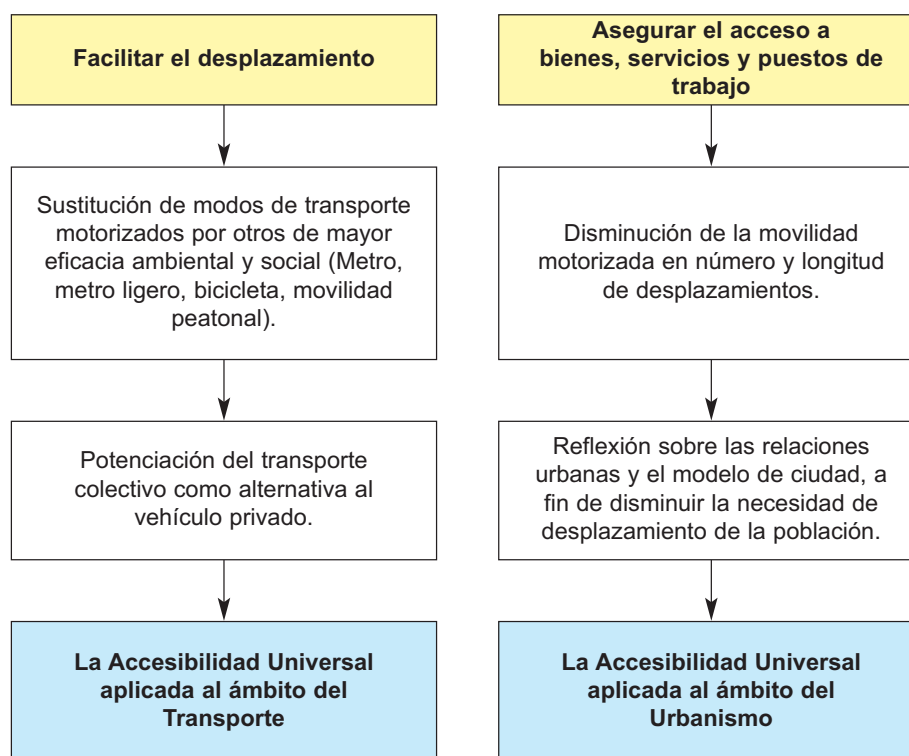 Facilitar el desplazamiento
Sustitución de modos de transporte
motorizados por otros de mayor
eficacia ambiental y social (Metro,
metro ligero, bicicleta, movilidad
peatonal).
Potenciación del transporte
colectivo como alternativa al
vehículo privado.
La Accesibilidad Universal
aplicada al ámbito del
Transporte
Asegurar el acceso a
bienes, servicios y puestos de
trabajo
Disminución de la movilidad
motorizada en número y longitud
de desplazamientos.
Reflexión sobre las relaciones
urbanas y el modelo de ciudad, a
fin de disminuir la necesidad de
desplazamiento de la población.
La Accesibilidad Universal
aplicada al ámbito del
Urbanismo